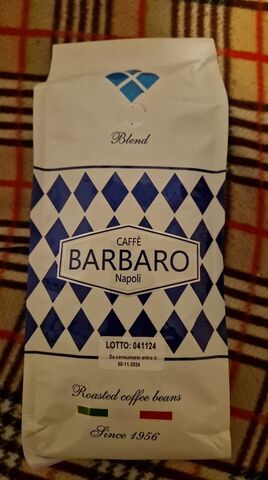 Blend
CAFFÈ
BARBARO
Napoli
LOTTO: 041124
Da consumarsi entro il:
30-11-2024
Roasted coffee beans
Since 1956